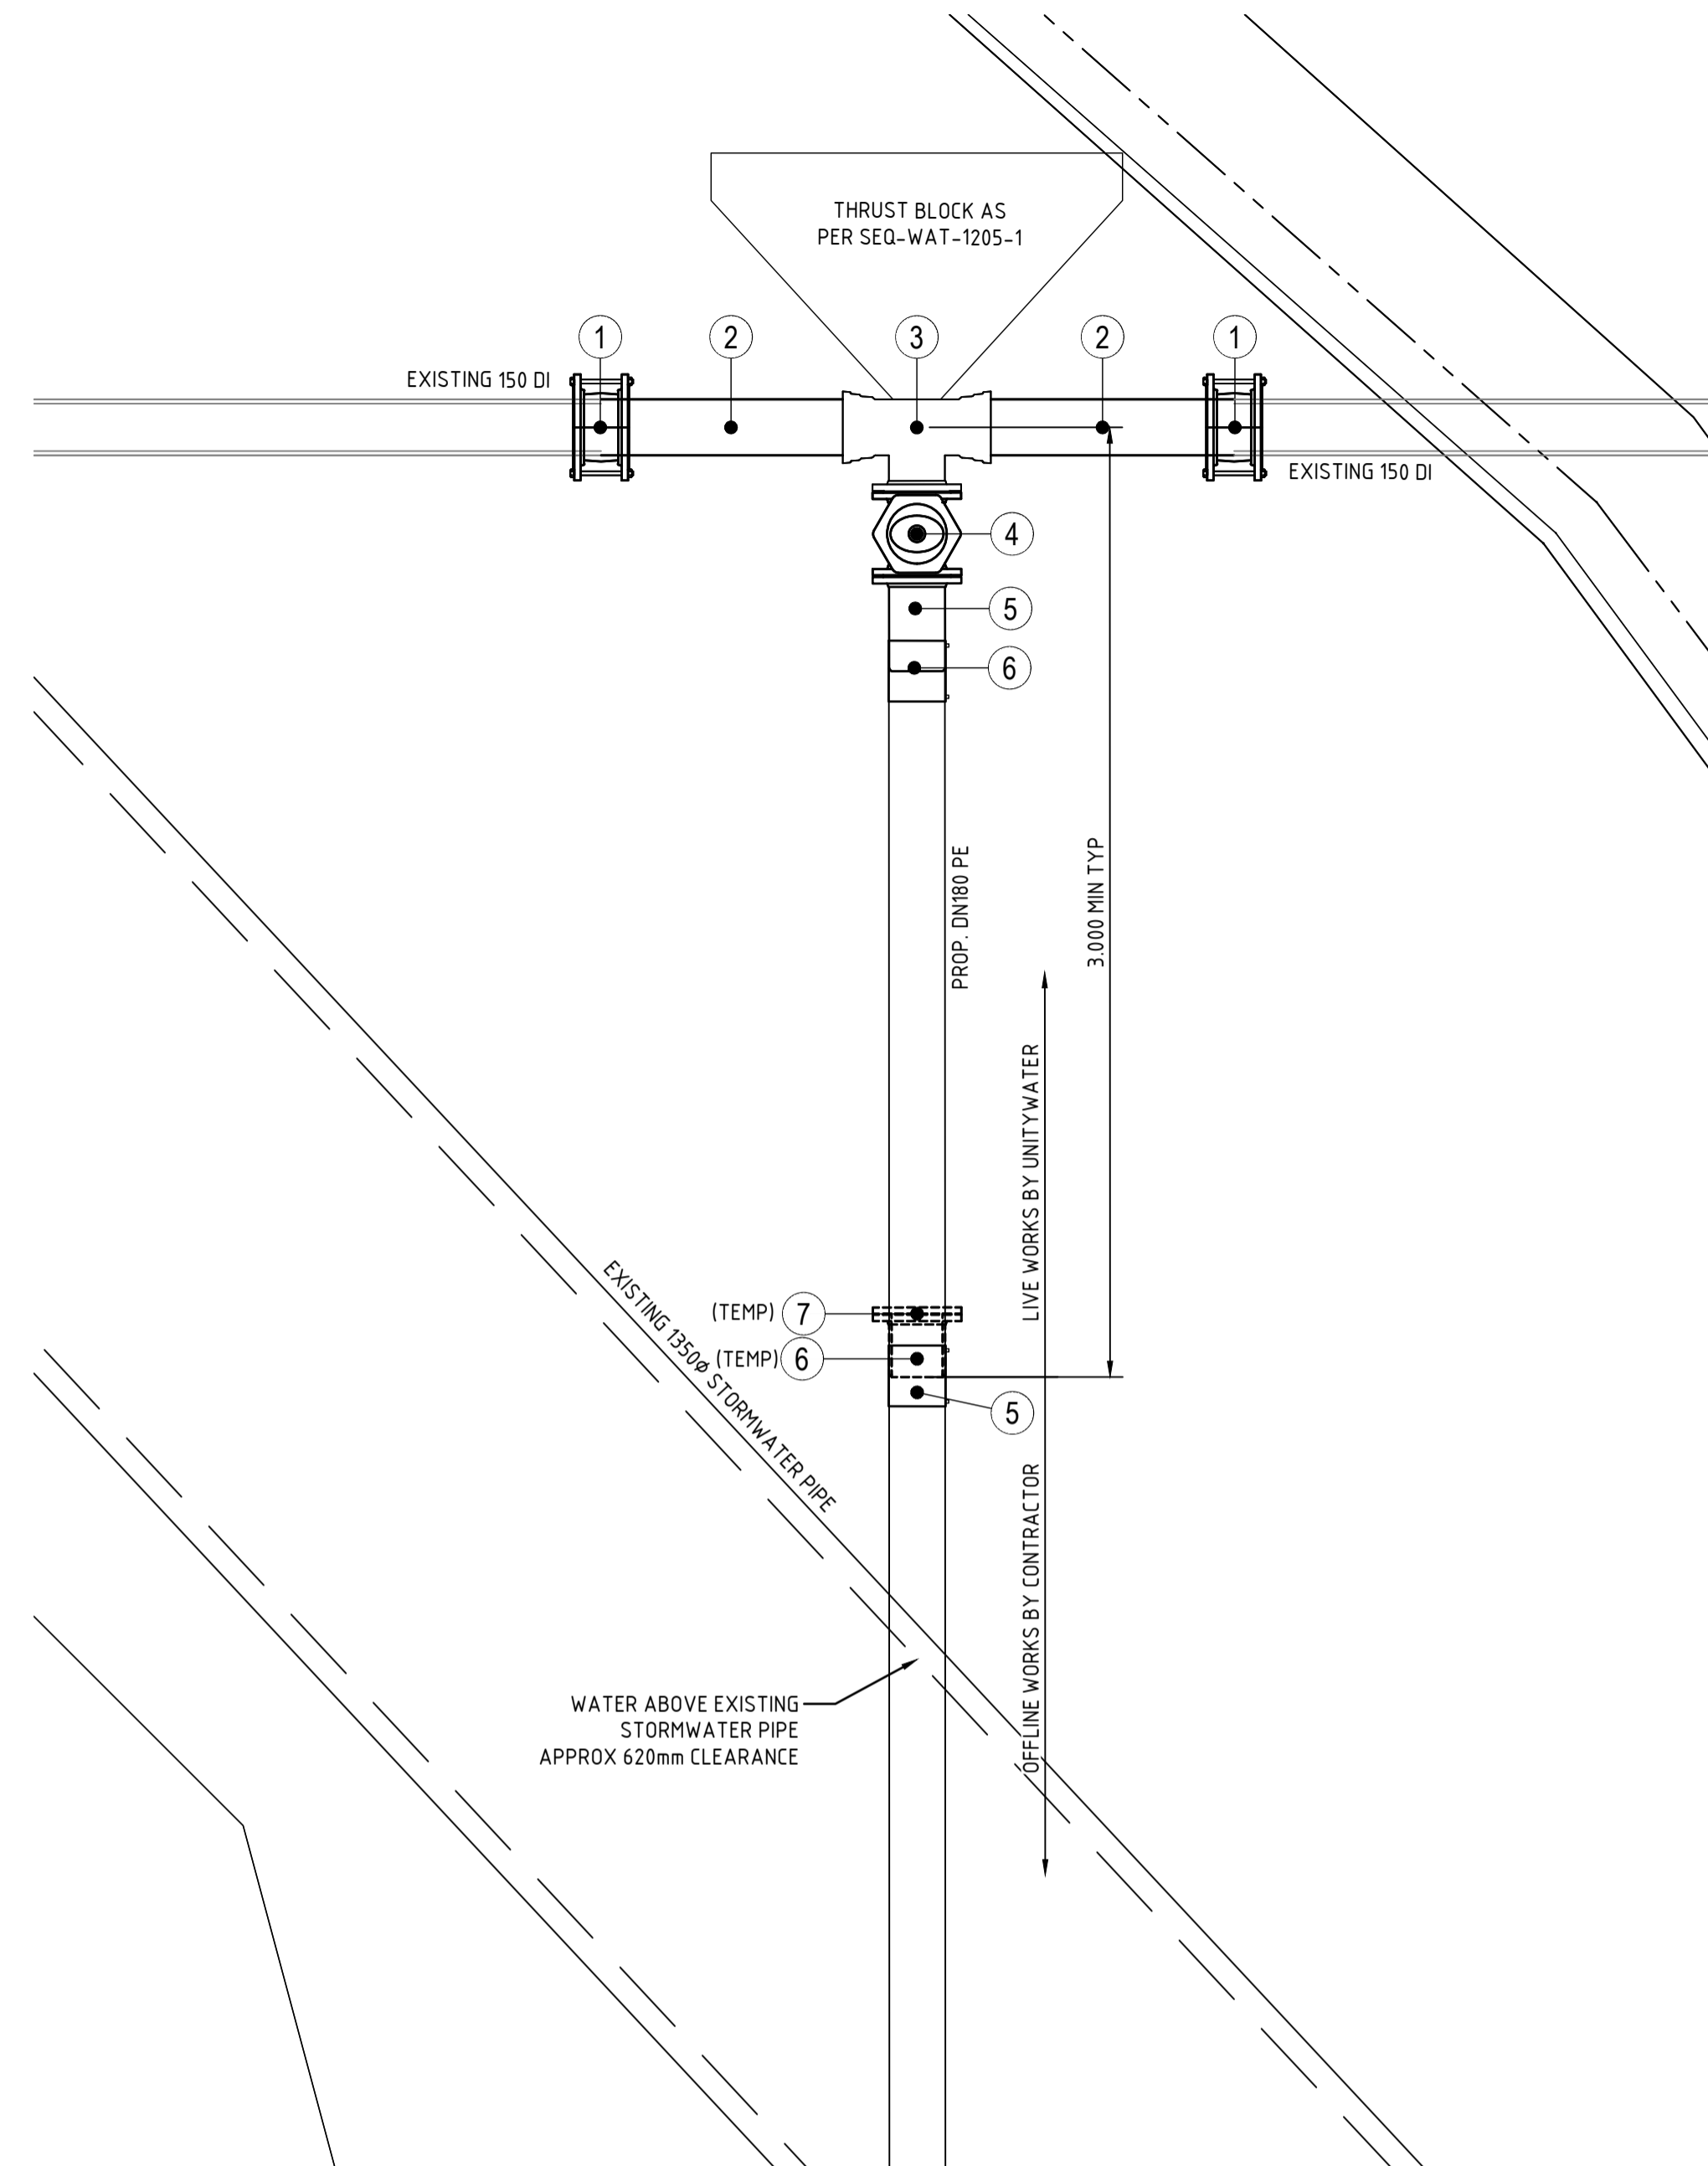 THRUST BLOCK AS
PER SEQ-WAT-1205-1
1
2
3
2
1
EXISTING 150 DI
EXISTING 150 DI
4
5
6
PROP. DN180 PE
3.000 MIN TYP
LIVE WORKS BY UNITYWATER
(TEMP) 7
(TEMP) 6
5
EXISTING 1350Ø STORMWATER PIPE
OFFLINE WORKS BY CONTRACTOR
WATER ABOVE EXISTING
STORMWATER PIPE
APPROX 620mm CLEARANCE